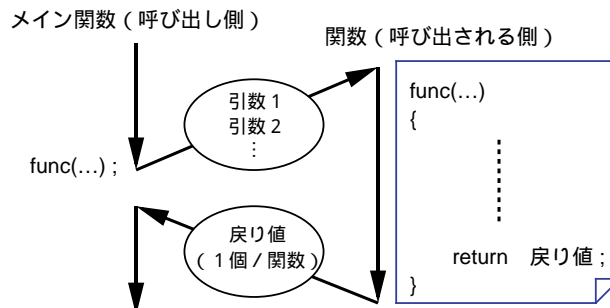 メイン関数（呼び出し側）
関数（呼び出される側）
引数１
引数２
…
func(…) ;
戻り値
（１個／関数）
func(…)
{
return　戻り値 ;
}